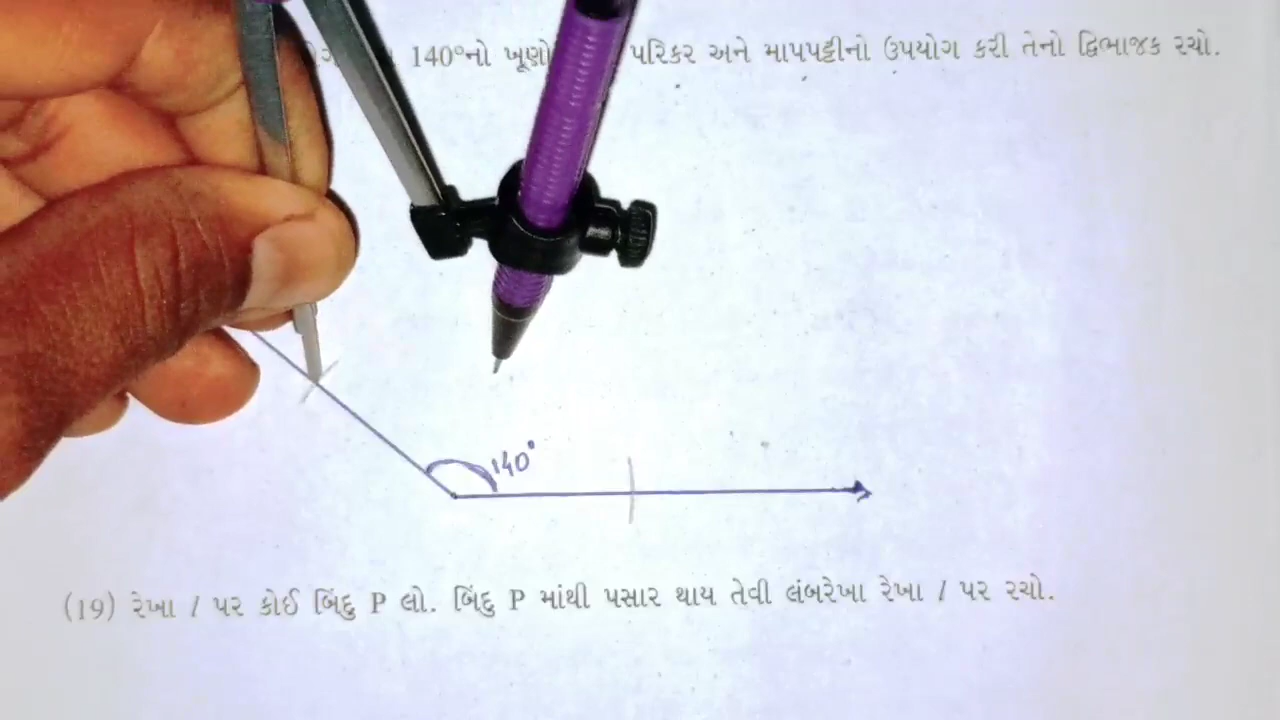 140°નો પરિકર અને માપપટ્ટીનો ઉપયોગ કરી તેનો દ્વિભાજક રચો.
140°
(19) રેખા l પર કોઈ બિંદુ P લો. બિંદુ P માંથી પસાર થાય તેવી લંબરેખા રેખા l પર રચો.